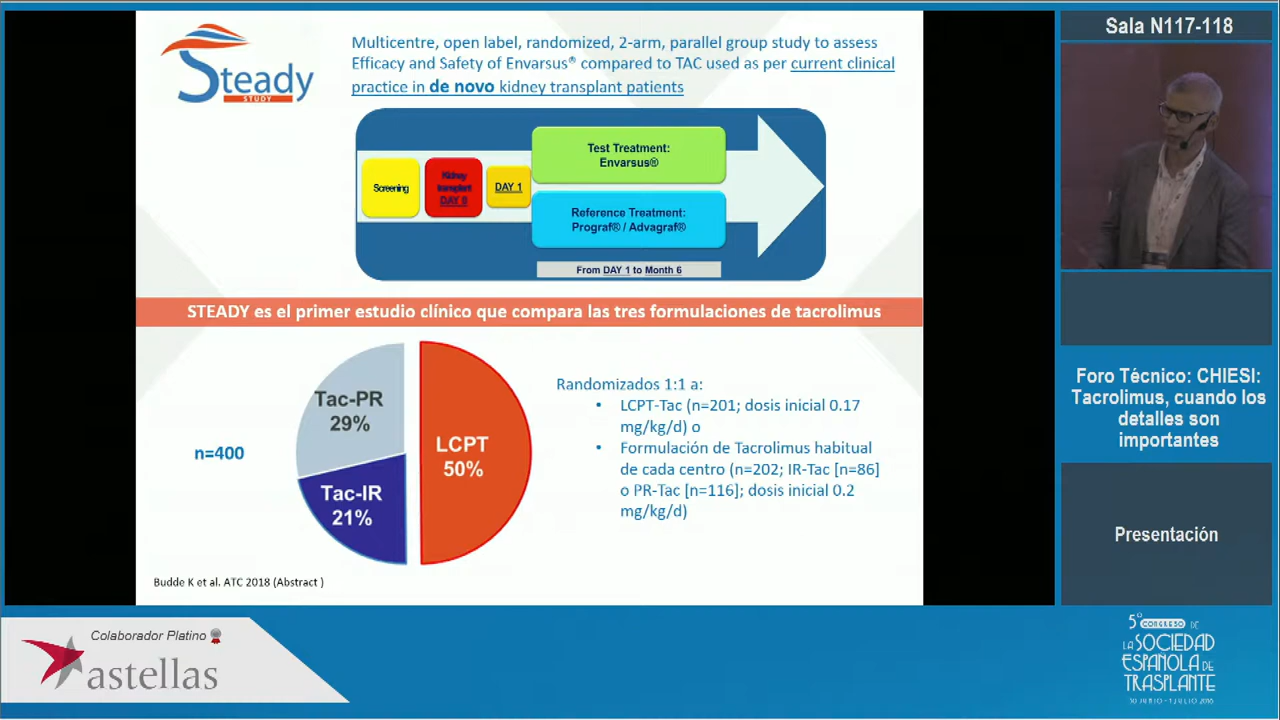 Steady
STUDY
Multicentre, open label, randomized, 2-arm, parallel group study to assess
Efficacy and Safety of Envarsus® compared to TAC used as per current clinical
practice in de novo kidney transplant patients
Screening
Kidney
transplant
DAY 0
DAY 1
Test Treatment:
Envarsus®
Reference Treatment:
Prograf® / Advagraf®
From DAY 1 to Month 6
STEADY es el primer estudio clínico que compara las tres formulaciones de tacrolimus
n=400
Tac-PR
29%
Tac-IR
21%
LCPT
50%
Randomizados 1:1 a:
• LCPT-Tac (n=201; dosis inicial 0.17
mg/kg/d) o
• Formulación de Tacrolimus habitual
de cada centro (n=202; IR-Tac [n=86]
o PR-Tac [n=116]; dosis inicial 0.2
mg/kg/d)
Budde K et al. ATC 2018 (Abstract )
Sala N117-118
Foro Técnico: CHIESI:
Tacrolimus, cuando los
detalles son
importantes
Presentación
Colaborador Platino
astellas
5º CONGRESO DE
LA SOCIEDAD
ESPAÑOLA DE
TRASPLANTE
30 JUNIO - 1 JULIO 2018